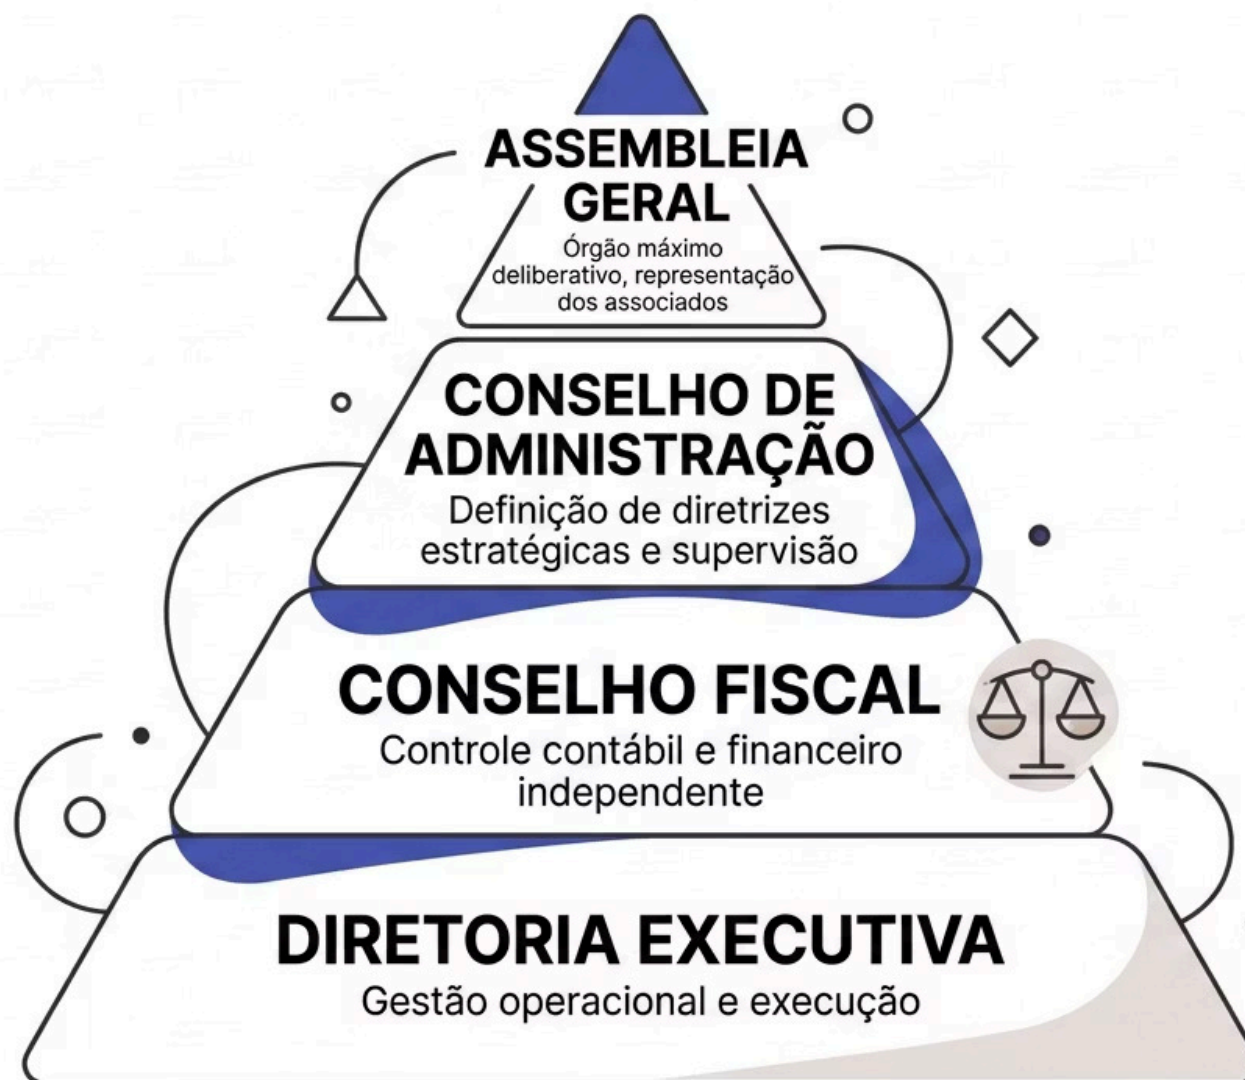 ASSEMBLEIA
GERAL
Órgão máximo
deliberativo, representação
dos associados
CONSELHO DE
ADMINISTRAÇÃO
Definição de diretrizes
estratégicas e supervisão
CONSELHO FISCAL
Controle contábil e financeiro
independente
DIRETORIA EXECUTIVA
Gestão operacional e execução